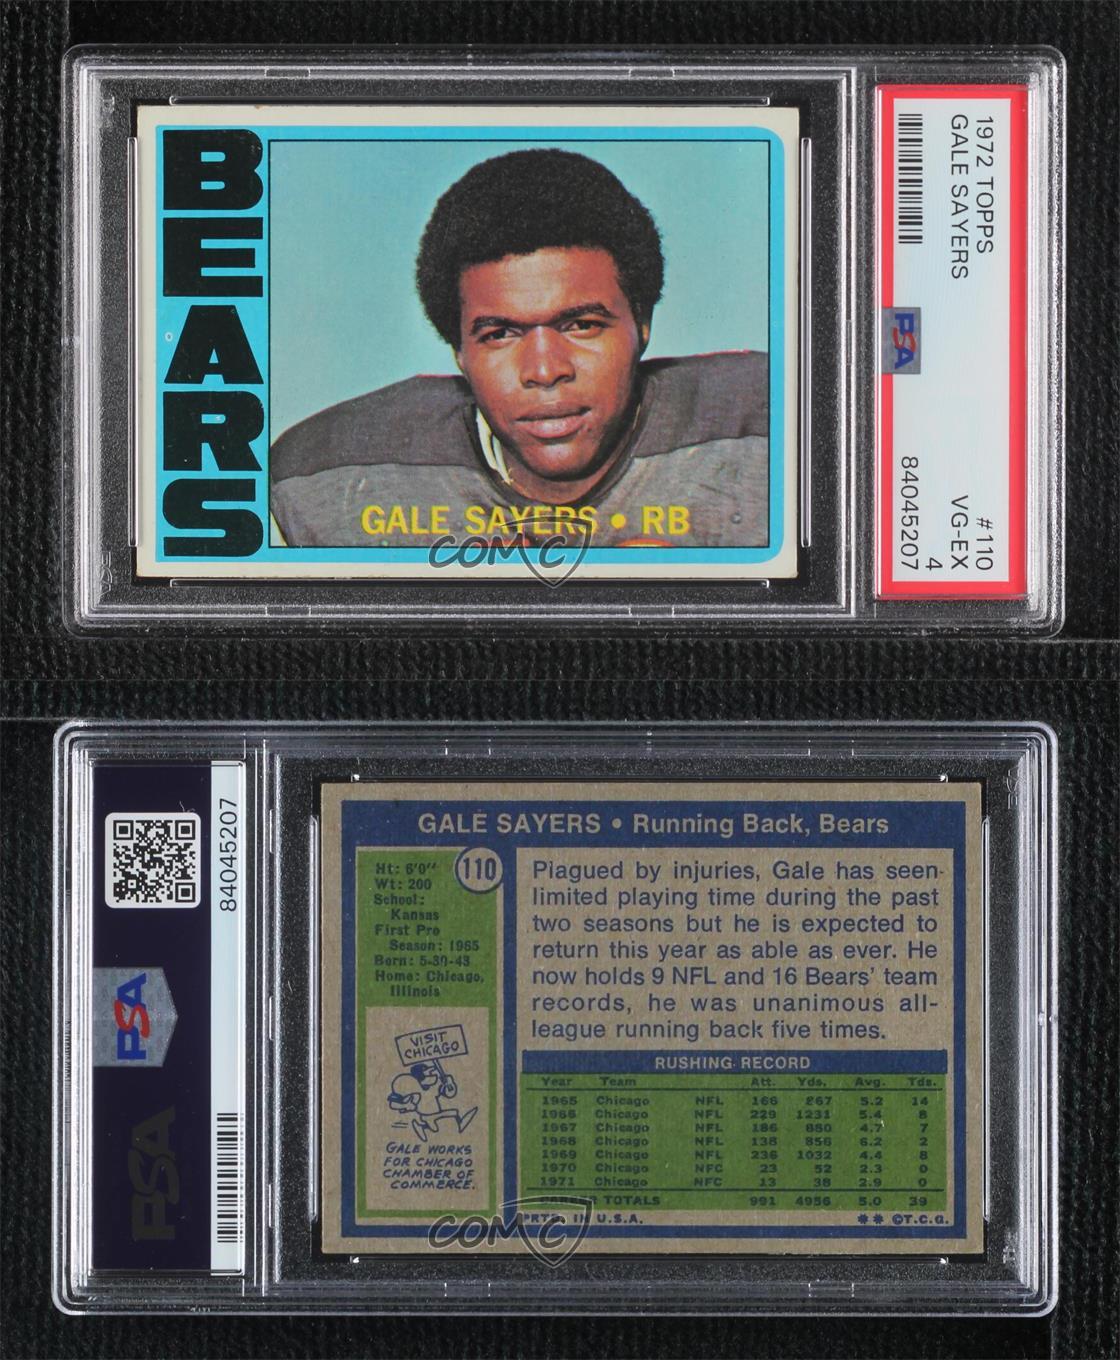 BEARS
GALE SAYERS • RB
COMC
1972 TOPPS
GALE SAYERS
#110
VG-EX
4
84045207
PSA
84045207
PSA
PSA
GALE SAYERS • Running Back, Bears
110
Ht: 6'0"
Wt: 200
School:
Kansas
First Pro
Season: 1965
Born: 5-30-43
Home: Chicago,
Illinois
VISIT
CHICAGO
GALE WORKS
FOR CHICAGO
CHAMBER OF
COMMERCE.
Plagued by injuries, Gale has seen
limited playing time during the past
two seasons but he is expected to
return this year as able as ever. He
now holds 9 NFL and 16 Bears' team
records, he was unanimous all-
league running back five times.
RUSHING RECORD
Year Team Att. Yds. Avg. Tds.
1965 Chicago NFL 166 867 5.2 14
1966 Chicago NFL 229 1231 5.4 8
1967 Chicago NFL 186 880 4.7 7
1968 Chicago NFL 138 856 6.2 2
1969 Chicago NFL 236 1032 4.4 8
1970 Chicago NFC 23 52 2.3 0
1971 Chicago NFC 13 38 2.9 0
TOTALS 991 4956 5.0 39
PRTD. IN U.S.A. ** ©T.C.G.
COMC